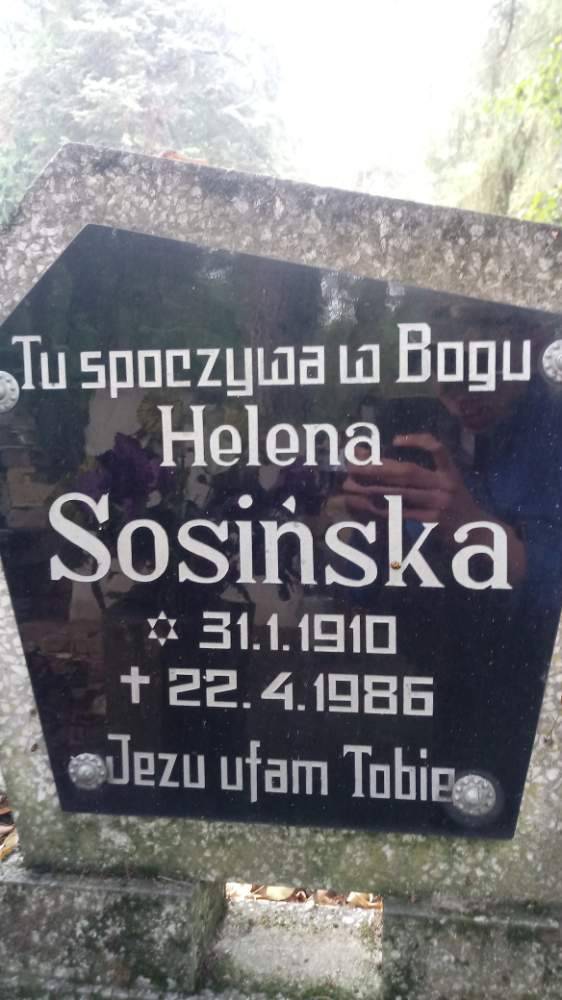 Tu spoczywa w Bogu
Helena
Sosińska
✡ 31.1.1910
✝ 22.4.1986
Jezu ufam Tobie